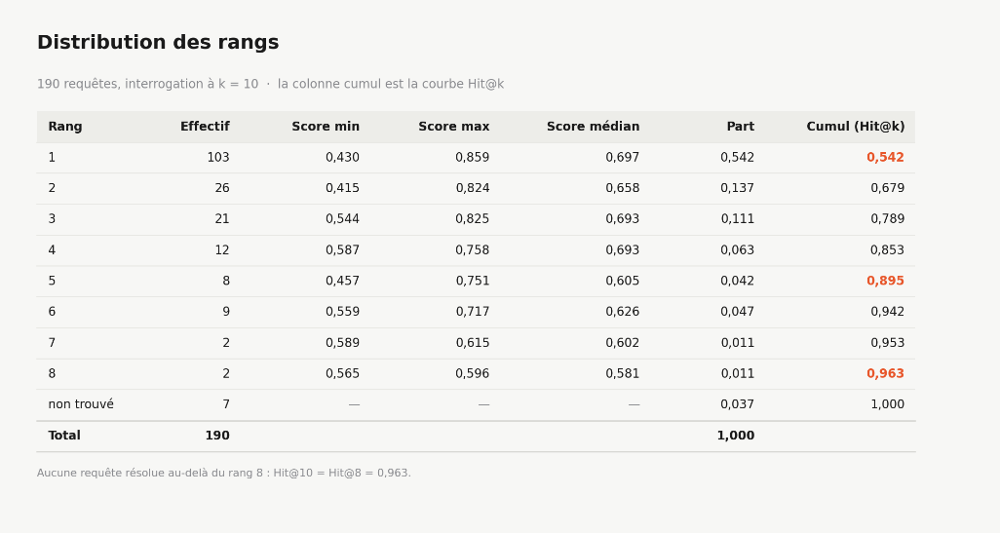 Distribution des rangs
190 requêtes, interrogation à k = 10 · la colonne cumul est la courbe Hit@k
Rang Effectif Score min Score max Score médian Part Cumul (Hit@k)
1 103 0,430 0,859 0,697 0,542 0,542
2 26 0,415 0,824 0,658 0,137 0,679
3 21 0,544 0,825 0,693 0,111 0,789
4 12 0,587 0,758 0,693 0,063 0,853
5 8 0,457 0,751 0,605 0,042 0,895
6 9 0,559 0,717 0,626 0,047 0,942
7 2 0,589 0,615 0,602 0,011 0,953
8 2 0,565 0,596 0,581 0,011 0,963
non trouvé 7 — — — 0,037 1,000
Total 190 1,000
Aucune requête résolue au-delà du rang 8 : Hit@10 = Hit@8 = 0,963.